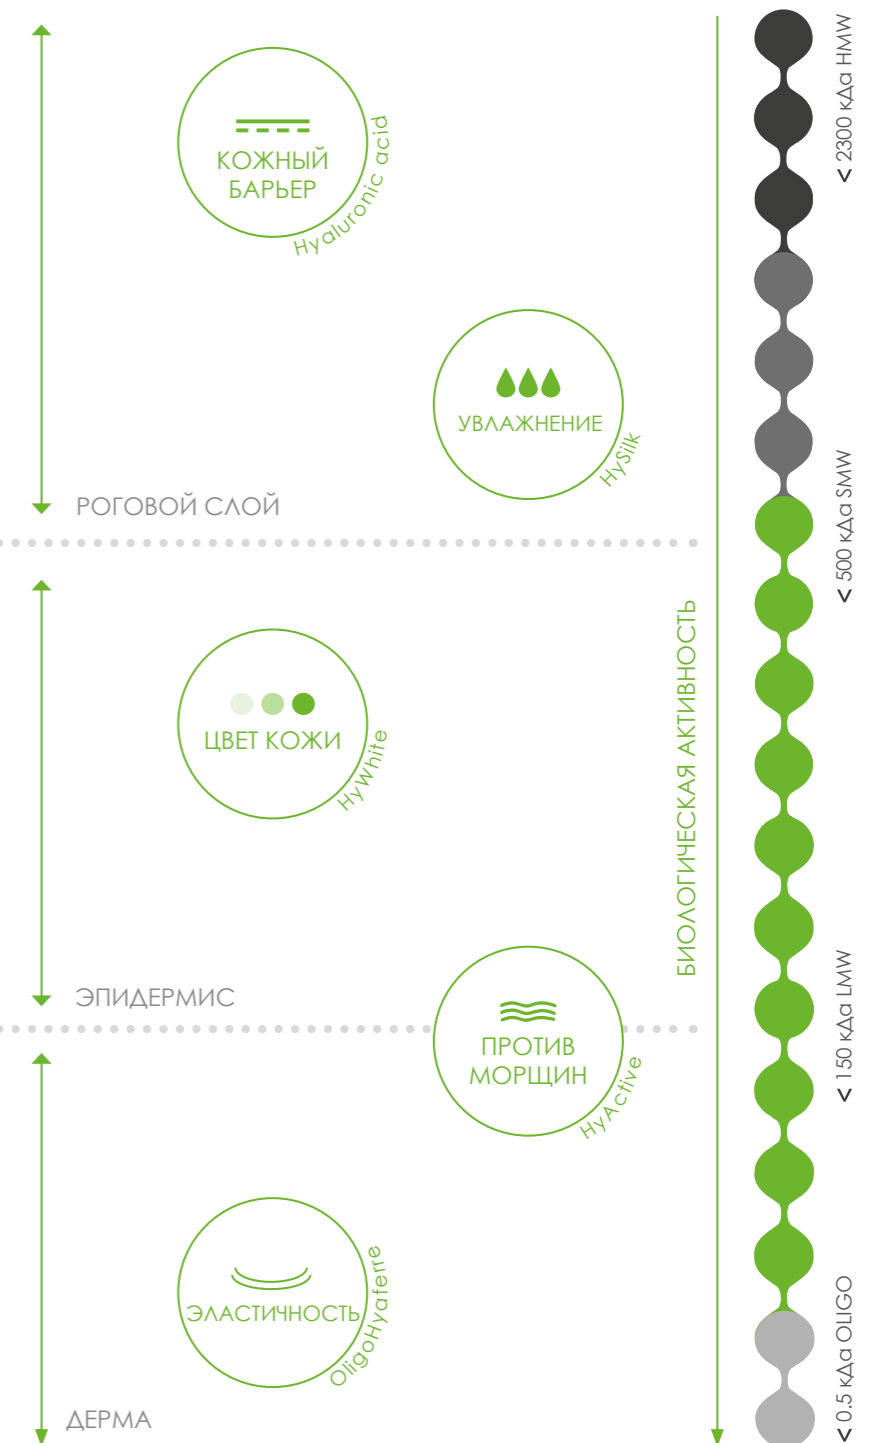 КОЖНЫЙ
БАРЬЕР
Hyaluronic acid
< 2300 кДа HMW
УВЛАЖНЕНИЕ
HySilk
РОГОВОЙ СЛОЙ
< 500 кДа SMW
ЦВЕТ КОЖИ
HyWhite
БИОЛОГИЧЕСКАЯ АКТИВНОСТЬ
ЭПИДЕРМИС
ПРОТИВ
МОРЩИН
HyActive
< 150 кДа LMW
ЭЛАСТИЧНОСТЬ
OligoHyaferre
< 0.5 кДа OLIGO
ДЕРМА